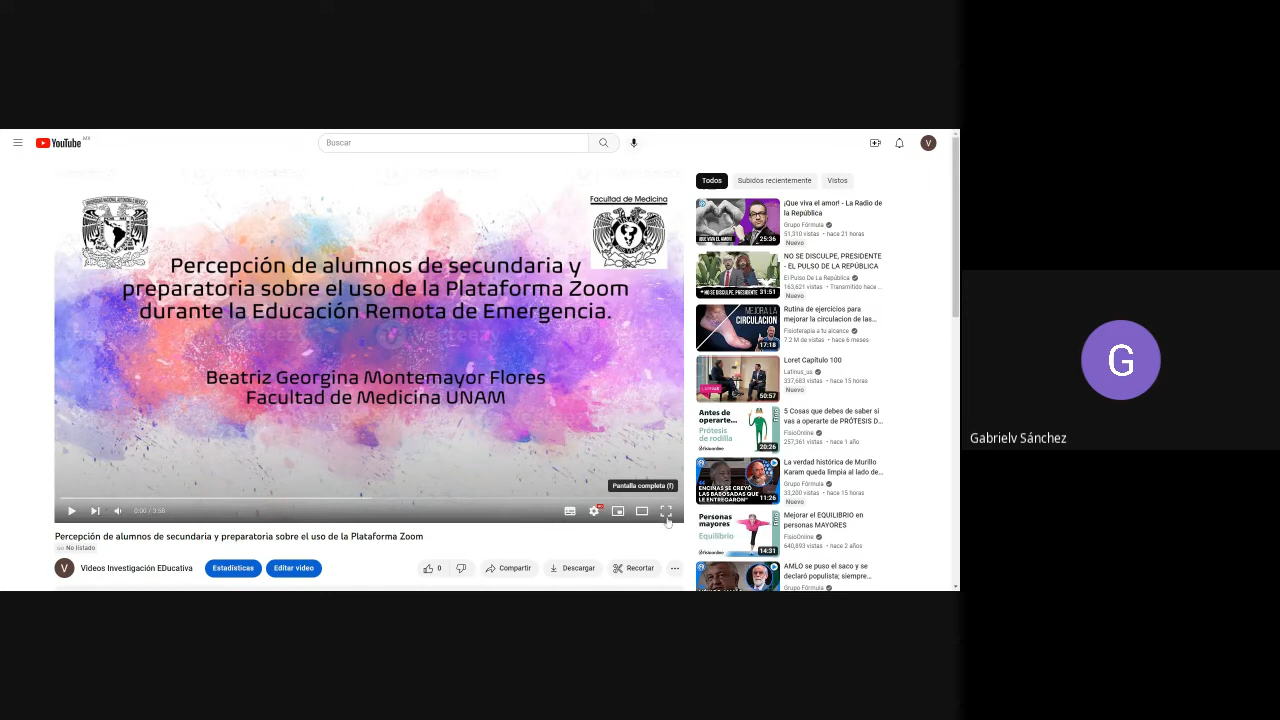 YouTube MX
Buscar
V
Facultad de Medicina
Percepción de alumnos de secundaria y
preparatoria sobre el uso de la Plataforma Zoom
durante la Educación Remota de Emergencia.
Beatriz Georgina Montemayor Flores
Facultad de Medicina UNAM
Pantalla completa (f)
0:00 / 3:56
Percepción de alumnos de secundaria y preparatoria sobre el uso de la Plataforma Zoom
No listado
V
Videos Investigación EDucativa
Estadísticas
Editar video
0
Compartir
Descargar
Recortar
Todos
Subidos recientemente
Vistos
QUE VIVA EL AMOR!
25:36
¡Que viva el amor! - La Radio de
la República
Grupo Fórmula
51,310 vistas • hace 21 horas
Nuevo
NO SE DISCULPE, PRESIDENTE
31:51
NO SE DISCULPE, PRESIDENTE
- EL PULSO DE LA REPÚBLICA
El Pulso De La República
163,621 vistas • Transmitido hace ...
Nuevo
MEJORA LA
CIRCULACION
17:18
Rutina de ejercicios para
mejorar la circulacion de las...
Fisioterapia a tu alcance
7.2 M de vistas • hace 6 meses
50:57
Loret Capítulo 100
Latinus_us
337,683 vistas • hace 15 horas
Nuevo
Antes de
operarte...
Prótesis
de rodilla
20:26
5 Cosas que debes de saber si
vas a operarte de PRÓTESIS D...
FisioOnline
257,361 vistas • hace 1 año
ENCINAS SE CREYÓ
LAS BABOSADAS QUE
LE ENTREGARON"
11:26
La verdad histórica de Murillo
Karam queda limpia al lado de...
Grupo Fórmula
33,200 vistas • hace 15 horas
Nuevo
Personas
mayores
Equilibrio
14:31
Mejorar el EQUILIBRIO en
personas MAYORES
FisioOnline
640,893 vistas • hace 2 años
AMLO se puso el saco y se
declaró populista; siempre...
Grupo Fórmula
G
Gabrielv Sánchez